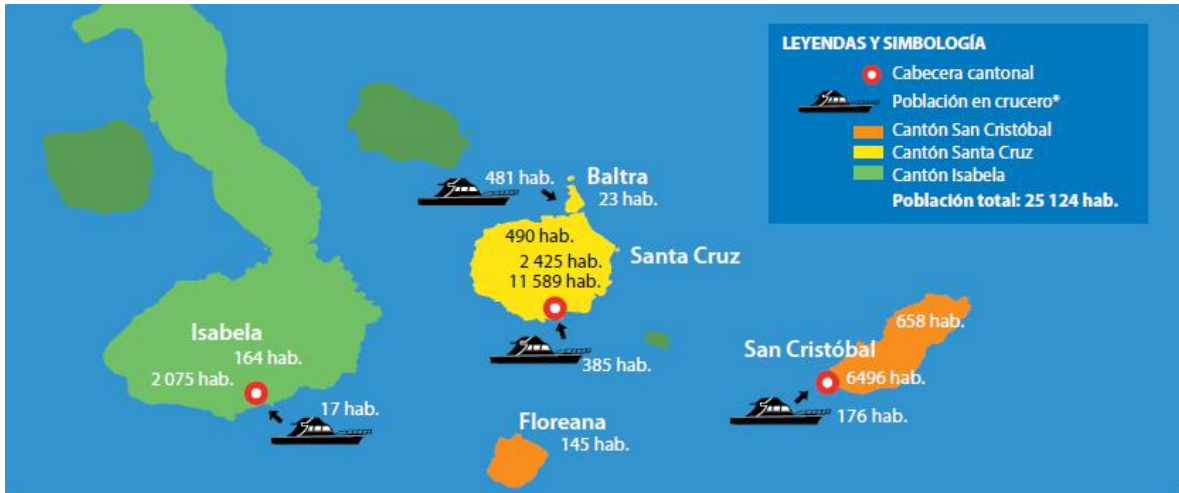 LEYENDAS Y SIMBOLOGÍA
Cabecera cantonal
Población en crucero*
Cantón San Cristóbal
Cantón Santa Cruz
Cantón Isabela
Población total: 25 124 hab.
481 hab.
Baltra
23 hab.
490 hab.
Santa Cruz
2 425 hab.
11 589 hab.
385 hab.
Isabela
164 hab.
2 075 hab.
17 hab.
Floreana
145 hab.
658 hab.
San Cristóbal
6496 hab.
176 hab.